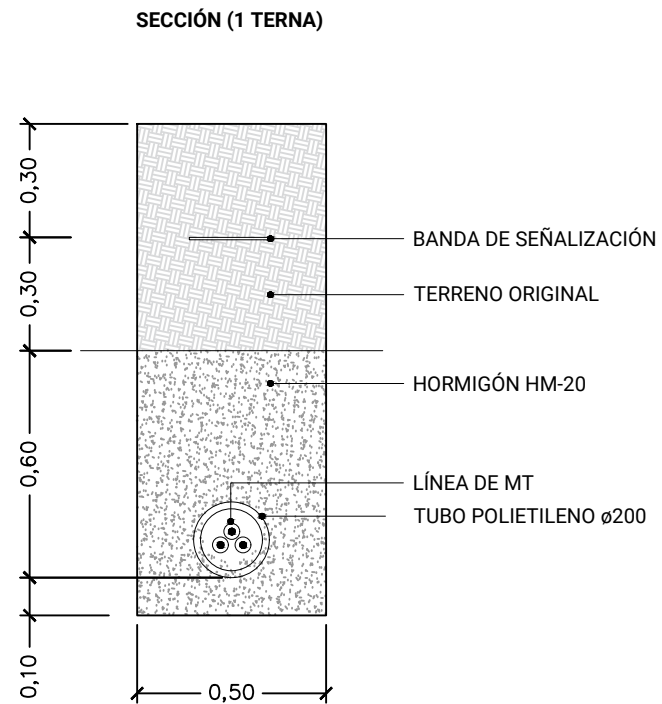 SECCIÓN (1 TERNA)
0,30
BANDA DE SEÑALIZACIÓN
0,30
TERRENO ORIGINAL
HORMIGÓN HM-20
0,60
LÍNEA DE MT
TUBO POLIETILENO ø200
0,10
0,50